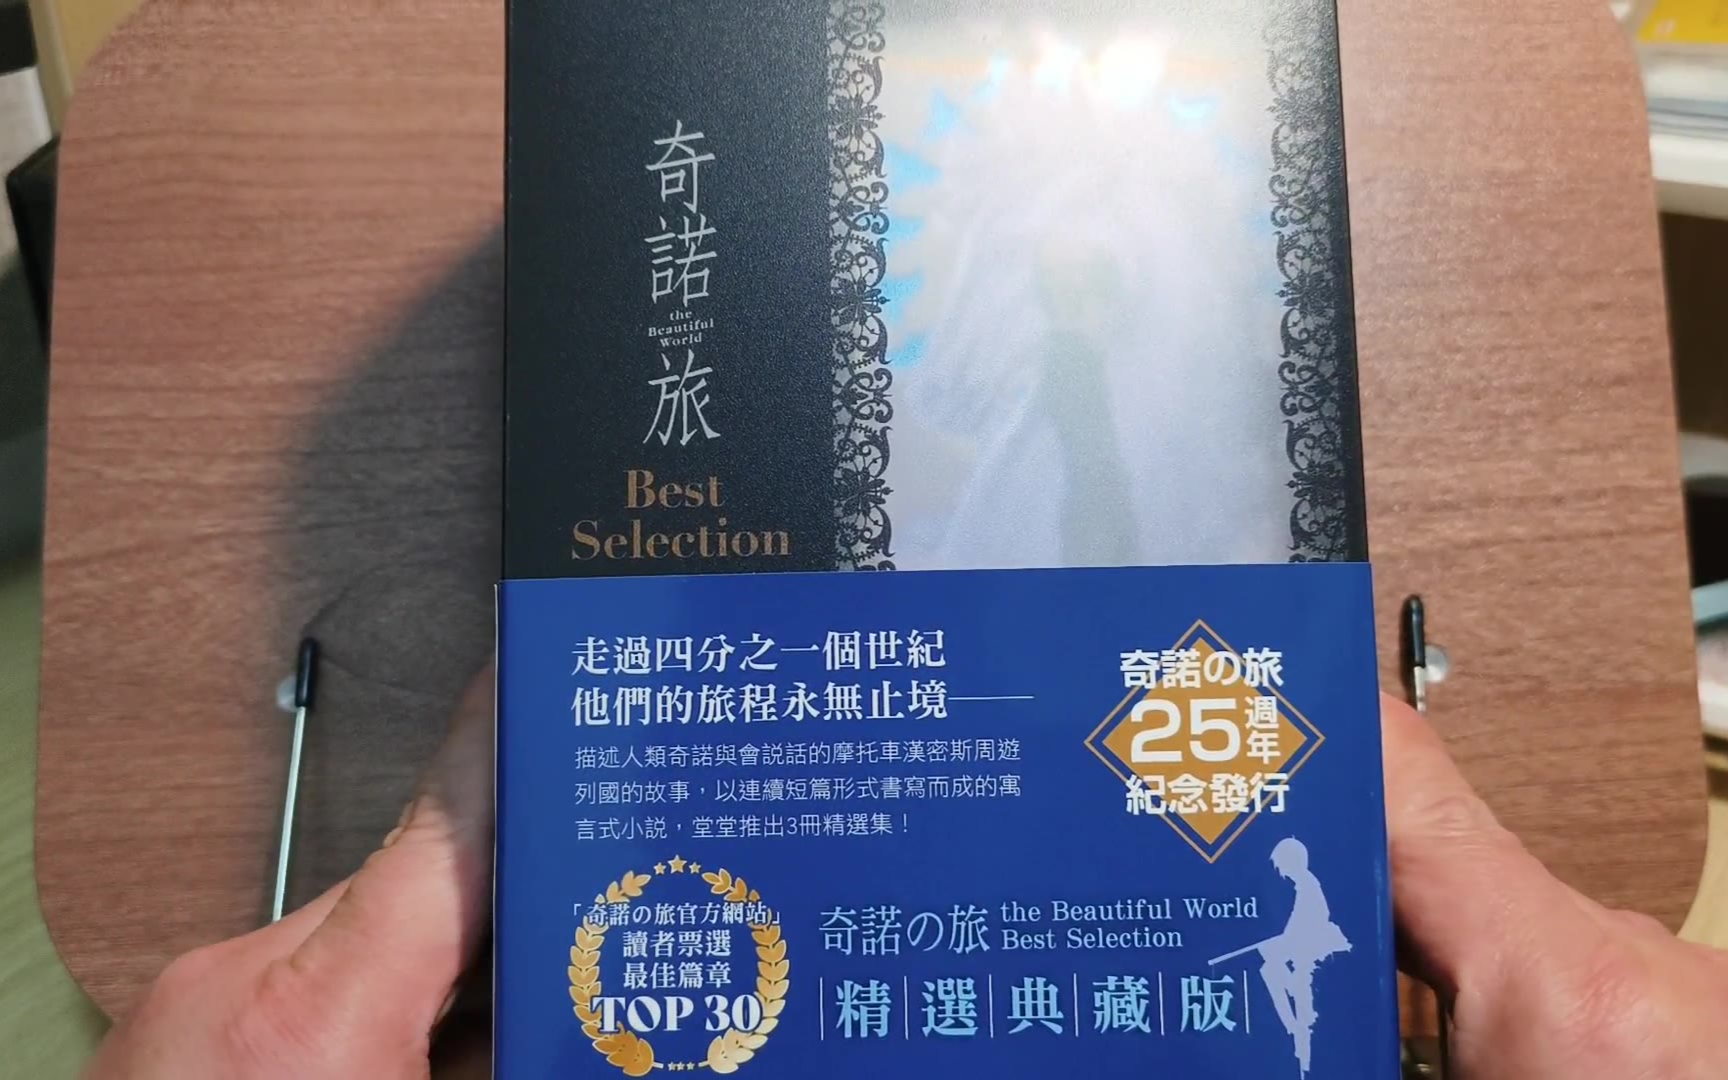 奇諾
the
Beautiful
World
旅
Best
Selection
走過四分之一個世紀
他們的旅程永無止境——
描述人類奇諾與會説話的摩托車漢密斯周遊
列國的故事，以連續短篇形式書寫而成的寓
言式小説，堂堂推出3冊精選集！
奇諾の旅
25週年
紀念發行
「奇諾の旅官方網站」
讀者票選
最佳篇章
TOP 30
奇諾の旅 the Beautiful World
Best Selection
精|選|典|藏|版